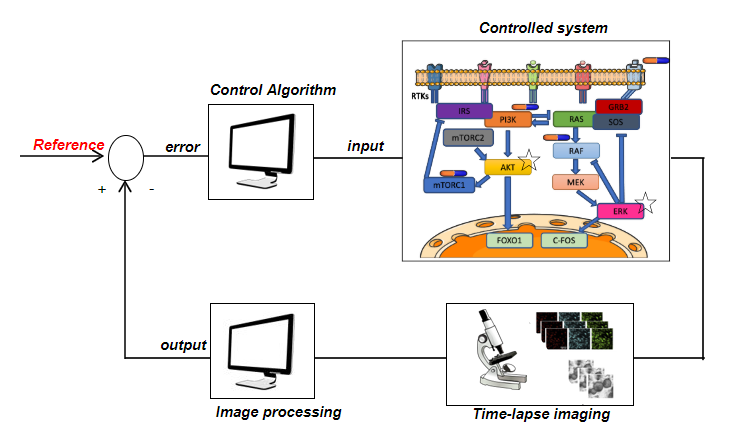 Controlled system
Control Algorithm
Reference
error
input
+
-
RTKs
IRS
GRB2
PI3K
RAS
SOS
mTORC2
RAF
AKT
mTORC1
MEK
ERK
FOXO1
C-FOS
output
Image processing
Time-lapse imaging